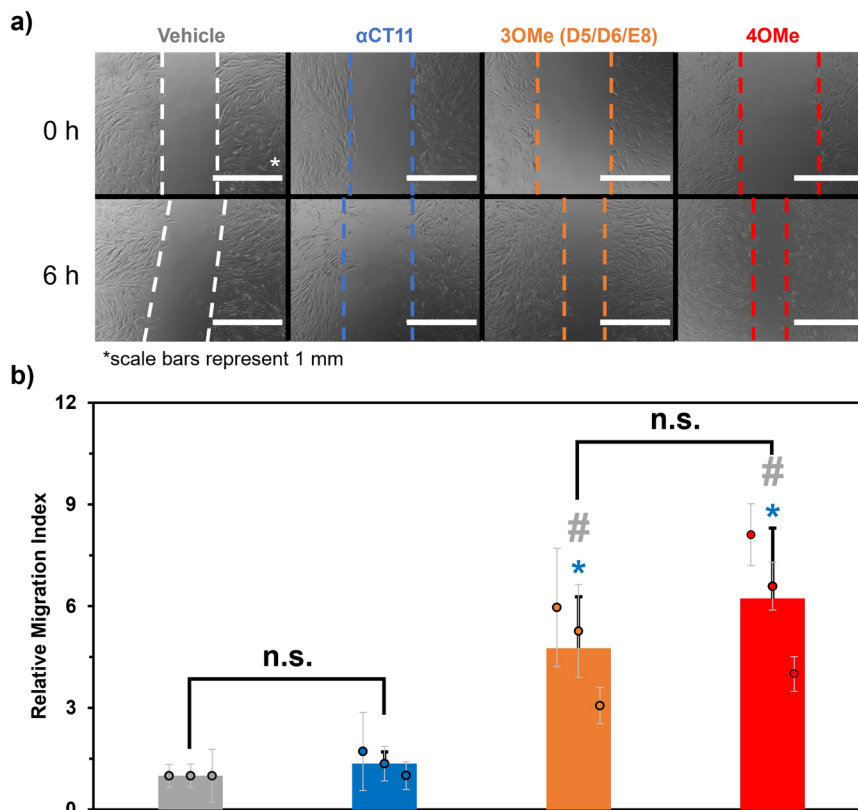 a)
Vehicle αCT11 3OMe (D5/D6/E8) 4OMe
0 h
*
6 h
*scale bars represent 1 mm
b)
12
n.s.
#
#
*
9
*
Relative Migration Index
6
n.s.
3
0